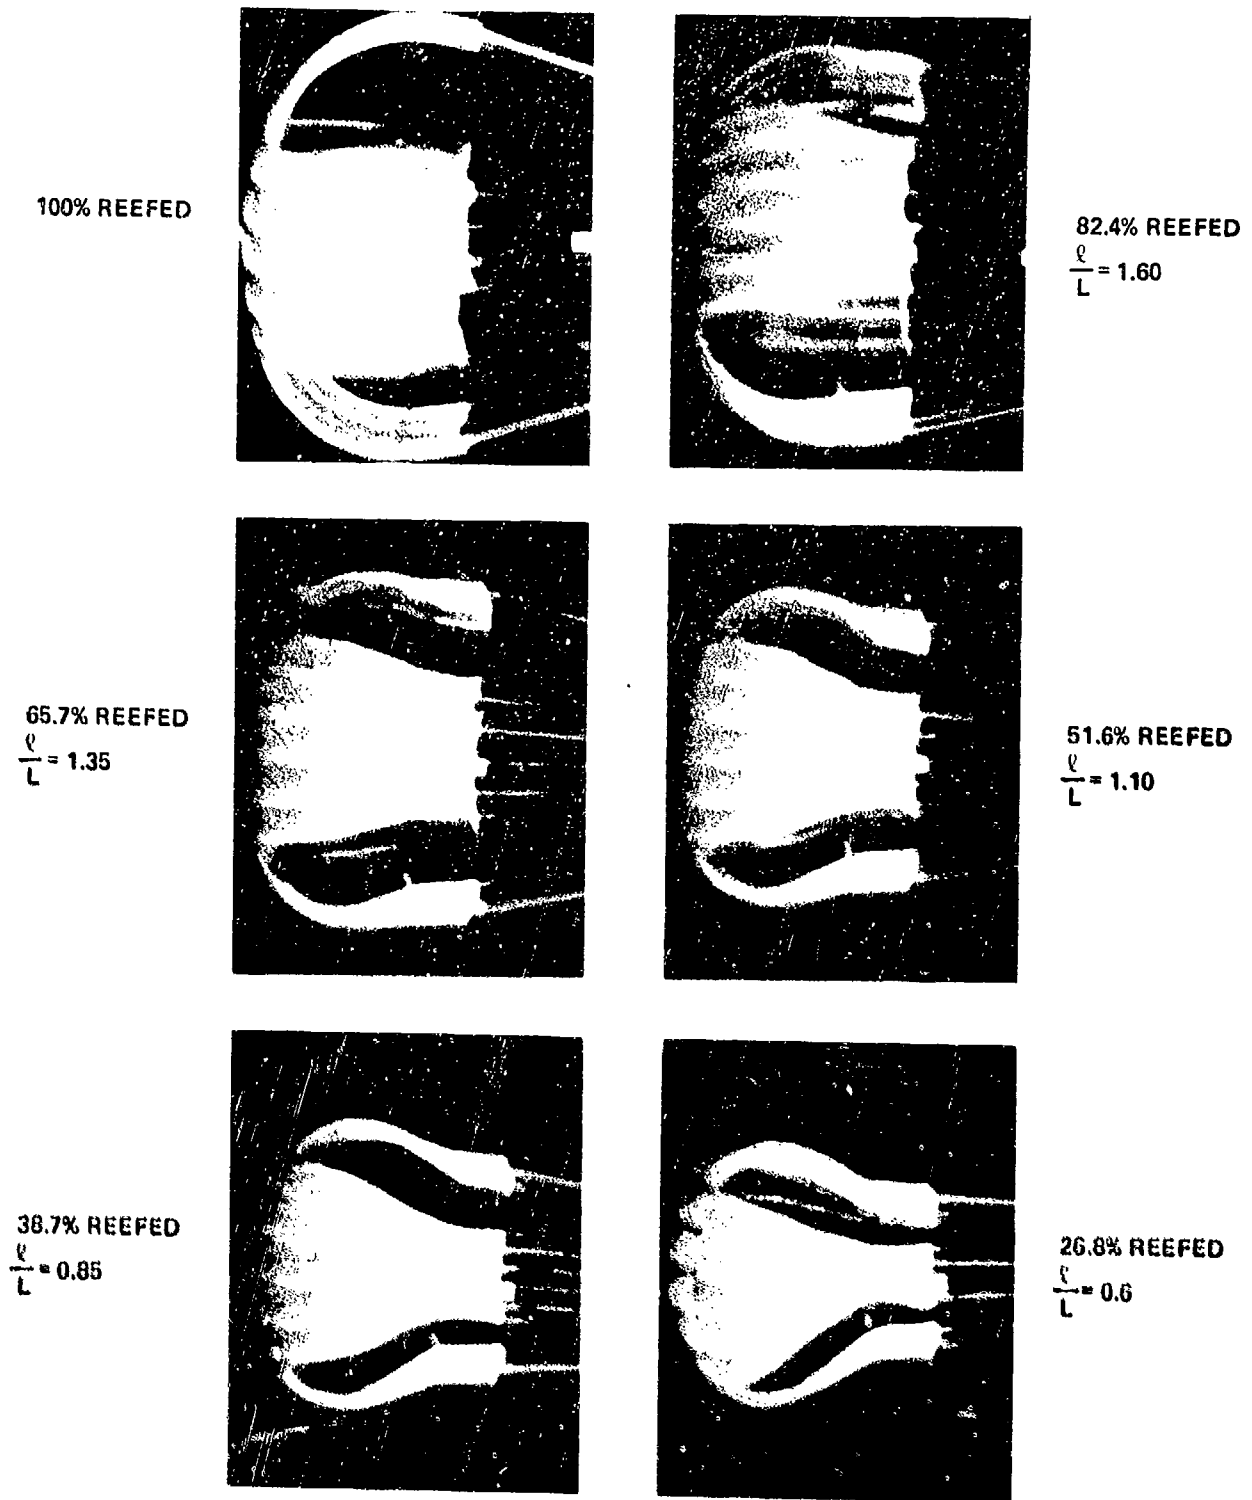 100% REEFED
82.4% REEFED
ℓ/L = 1.60
65.7% REEFED
ℓ/L = 1.35
51.6% REEFED
ℓ/L = 1.10
38.7% REEFED
ℓ/L = 0.85
26.8% REEFED
ℓ/L = 0.6